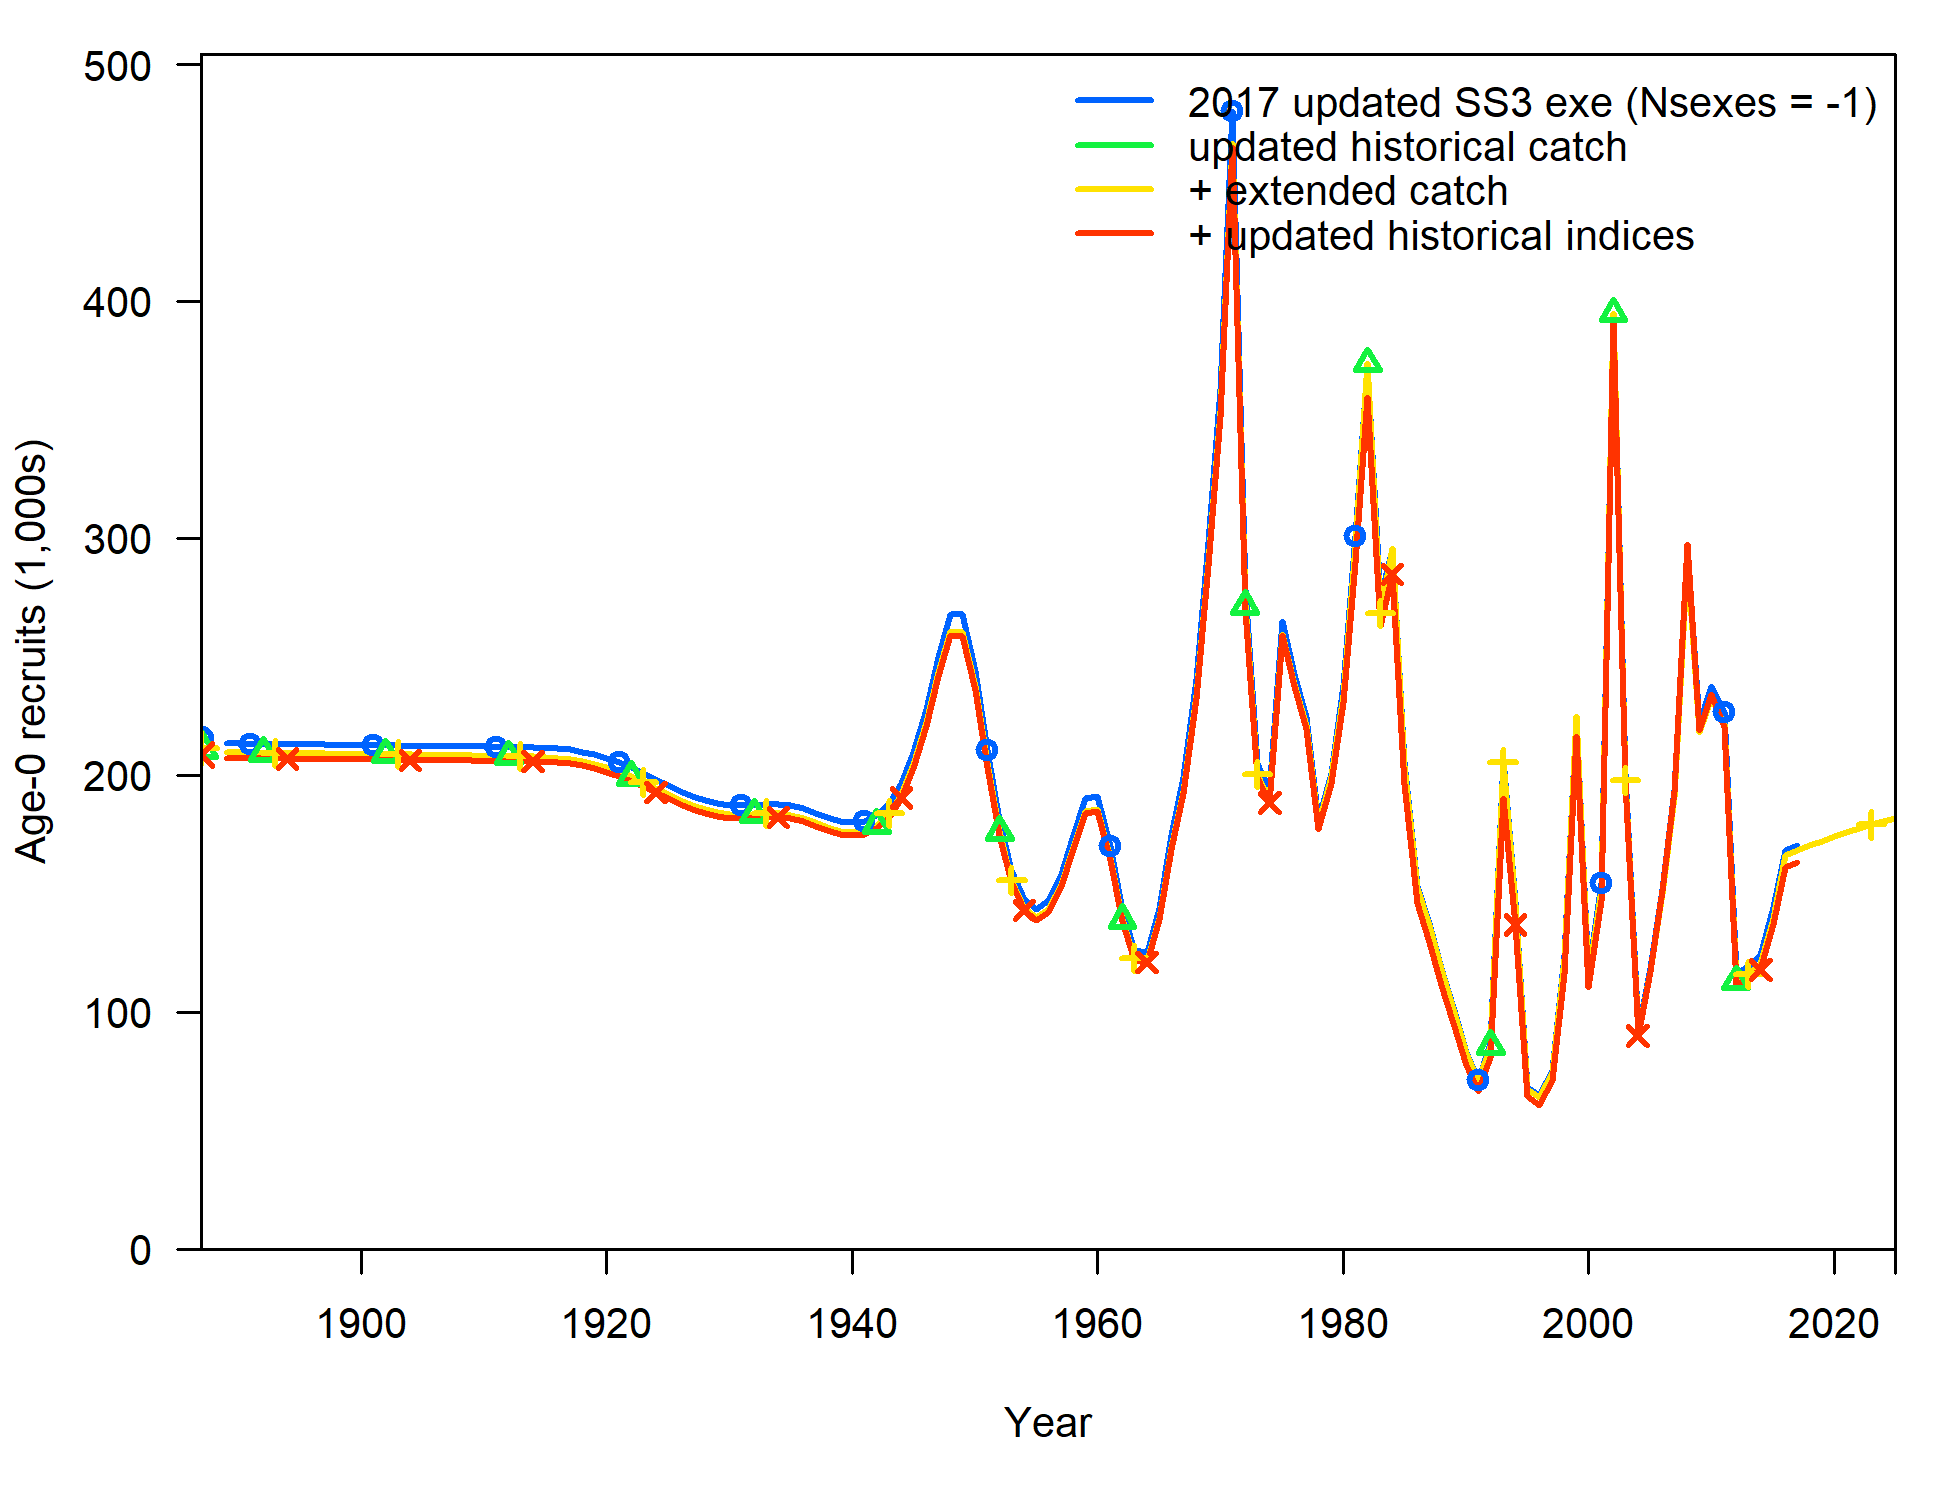 500
400
300
200
100
0
Age-0 recruits (1,000s)
2017 updated SS3 exe (Nsexes = -1)
updated historical catch
+ extended catch
+ updated historical indices
1900 1920 1940 1960 1980 2000 2020
Year